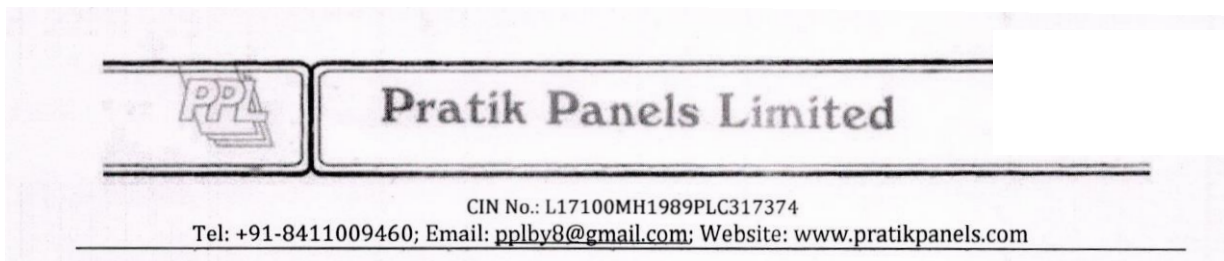 PPL
Pratik Panels Limited
CIN No.: L17100MH1989PLC317374
Tel: +91-8411009460; Email: pplby8@gmail.com; Website: www.pratikpanels.com